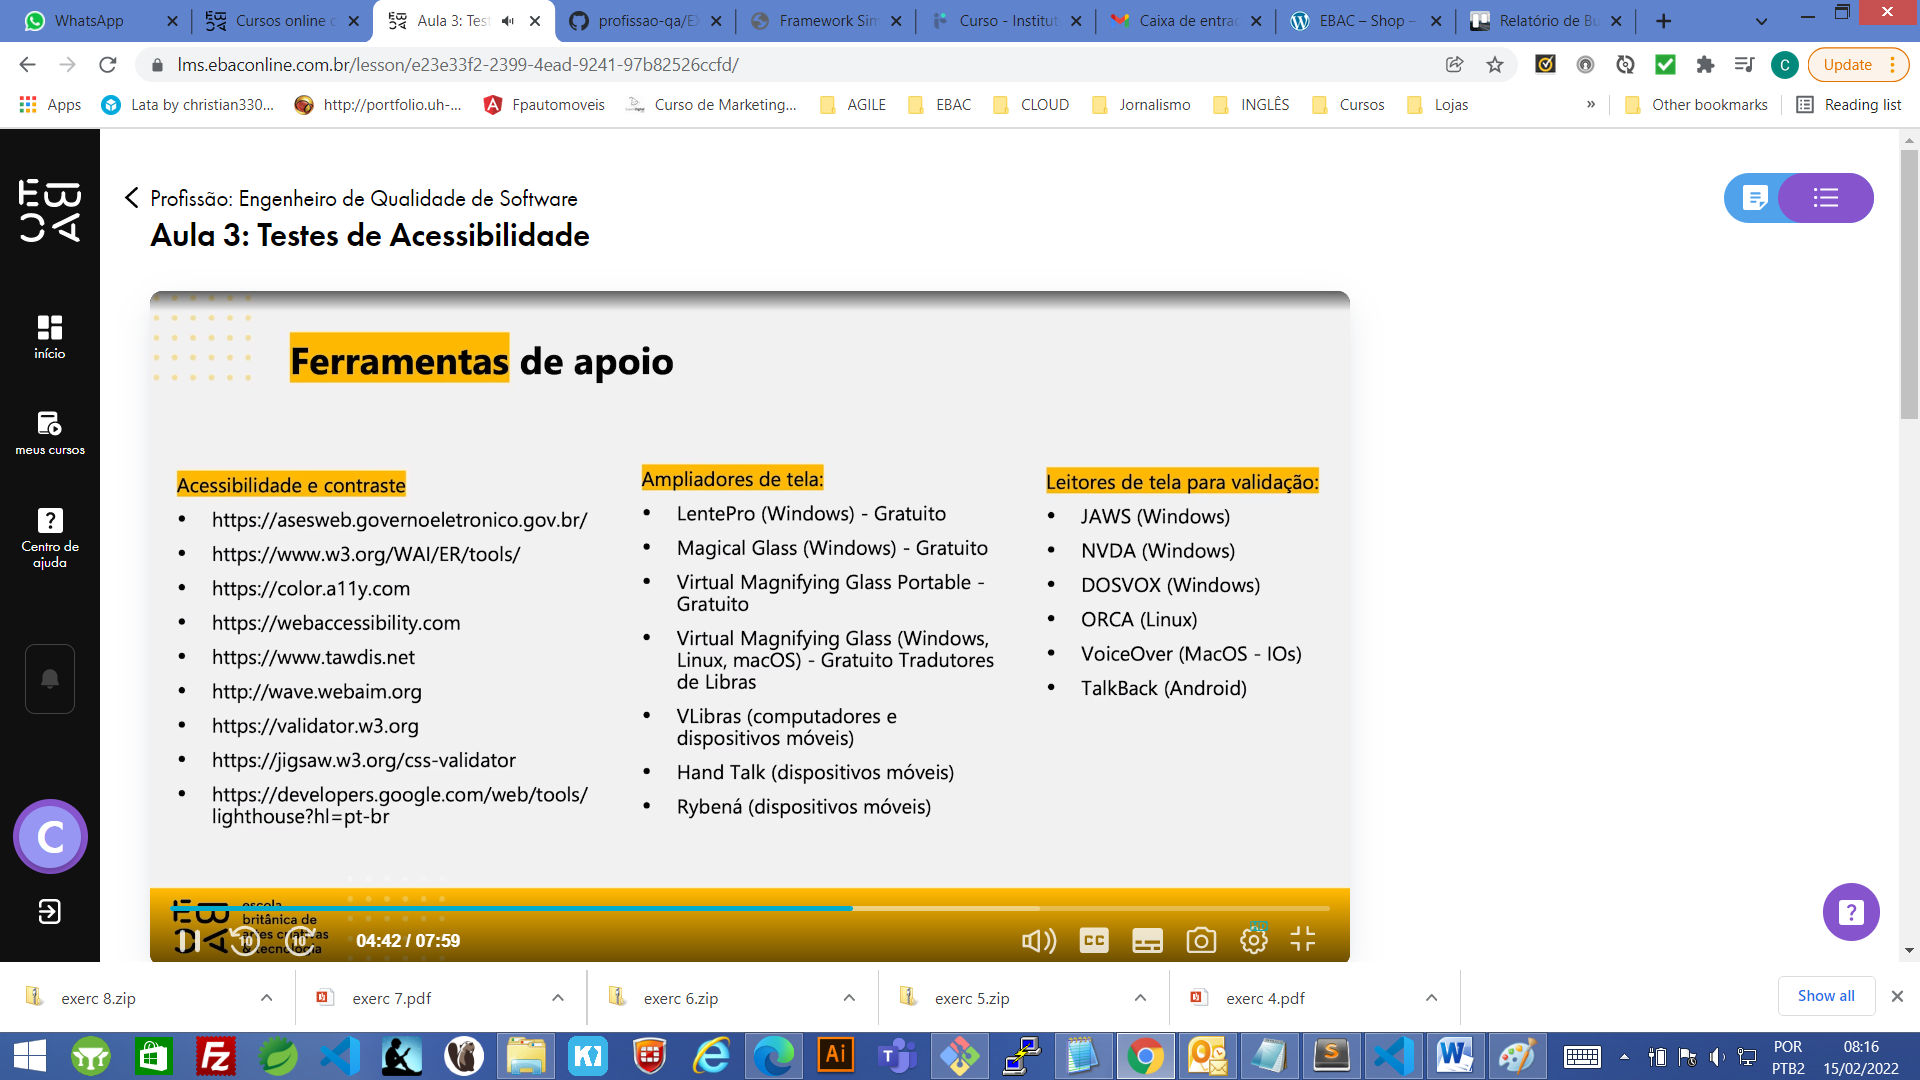 WhatsApp
Cursos online c
Aula 3: Test
profissao-qa/EX
Framework Sim
Curso - Institut
Caixa de entrad
EBAC – Shop –
Relatório de Bu
lms.ebaconline.com.br/lesson/e23e33f2-2399-4ead-9241-97b82526ccfd/
C
Update
Apps
Lata by christian330...
http://portfolio.uh-...
Fpautomoveis
Curso de Marketing...
AGILE
EBAC
CLOUD
Jornalismo
INGLÊS
Cursos
Lojas
»
Other bookmarks
Reading list
EBAC
início
meus cursos
Centro de
ajuda
C
Profissão: Engenheiro de Qualidade de Software
Aula 3: Testes de Acessibilidade
Ferramentas de apoio
Acessibilidade e contraste
• https://asesweb.governoeletronico.gov.br/
• https://www.w3.org/WAI/ER/tools/
• https://color.a11y.com
• https://webaccessibility.com
• https://www.tawdis.net
• http://wave.webaim.org
• https://validator.w3.org
• https://jigsaw.w3.org/css-validator
• https://developers.google.com/web/tools/
lighthouse?hl=pt-br
Ampliadores de tela:
• LentePro (Windows) - Gratuito
• Magical Glass (Windows) - Gratuito
• Virtual Magnifying Glass Portable -
Gratuito
• Virtual Magnifying Glass (Windows,
Linux, macOS) - Gratuito Tradutores
de Libras
• VLibras (computadores e
dispositivos móveis)
• Hand Talk (dispositivos móveis)
• Rybená (dispositivos móveis)
Leitores de tela para validação:
• JAWS (Windows)
• NVDA (Windows)
• DOSVOX (Windows)
• ORCA (Linux)
• VoiceOver (MacOS - IOs)
• TalkBack (Android)
escola
britânica de
artes criativas
& tecnologia
10
10
04:42 / 07:59
CC
exerc 8.zip
exerc 7.pdf
exerc 6.zip
exerc 5.zip
exerc 4.pdf
Show all
POR
PTB2
08:16
15/02/2022